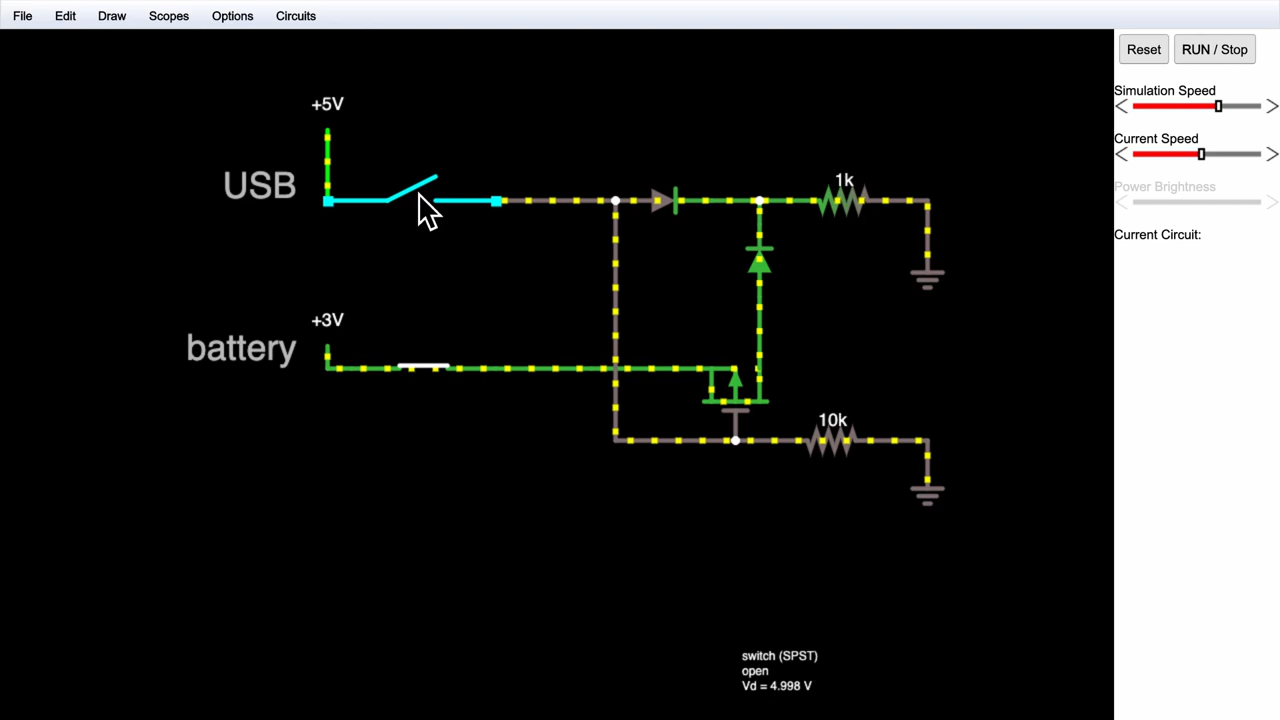 File Edit Draw Scopes Options Circuits
Reset RUN / Stop
Simulation Speed
Current Speed
Power Brightness
Current Circuit:
+5V
USB
1k
+3V
battery
10k
switch (SPST)
open
Vd = 4.998 V